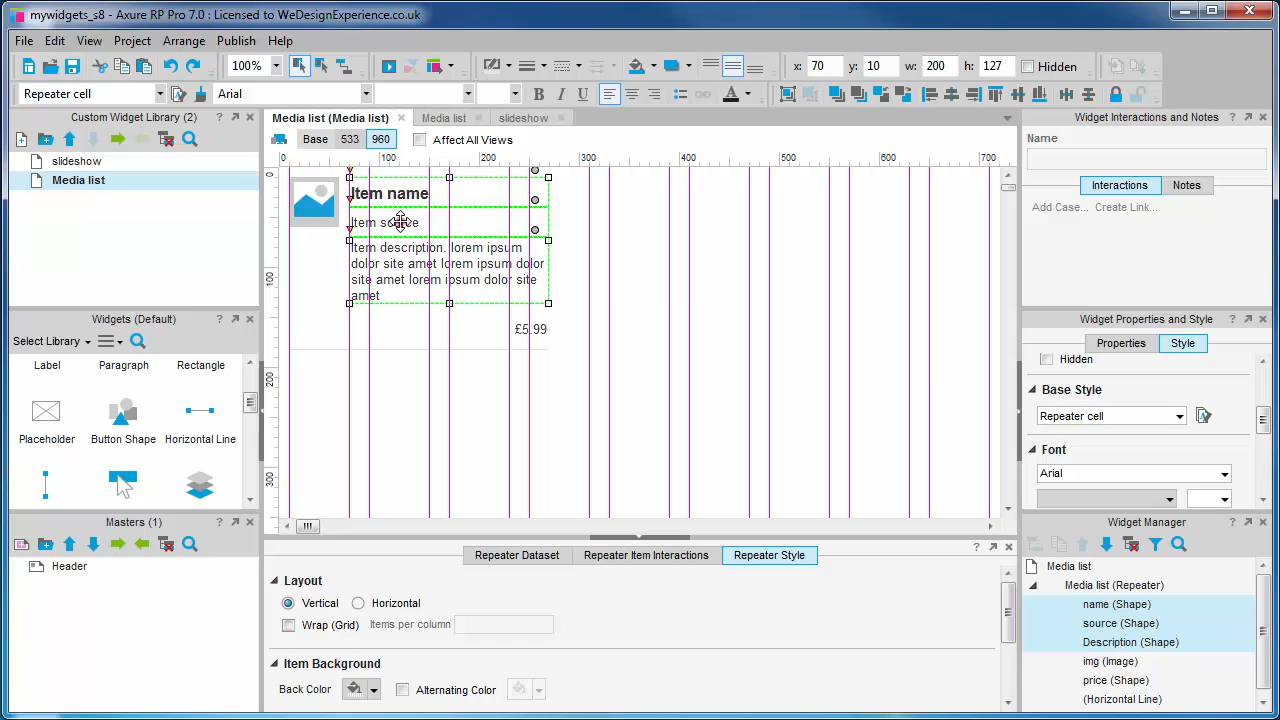 mywidgets_s8 - Axure RP Pro 7.0 : Licensed to WeDesignExperience.co.uk
File Edit View Project Arrange Publish Help
100% x: 70 y: 10 w: 200 h: 127 Hidden
Repeater cell Arial B I U A
Custom Widget Library (2)
slideshow
Media list
Widgets (Default)
Select Library
Label Paragraph Rectangle
Placeholder Button Shape Horizontal Line
Masters (1)
Header
Media list (Media list) Media list slideshow
Base 533 960 Affect All Views
0 100 200 300 400 500 600 700
0
100
200
300
Item name
Item source
Item description. lorem ipsum
dolor site amet lorem ipsum dolor
site amet lorem ipsum dolor site
amet
£5.99
Repeater Dataset Repeater Item Interactions Repeater Style
Layout
Vertical Horizontal
Wrap (Grid) Items per column
Item Background
Back Color Alternating Color
Widget Interactions and Notes
Name
Interactions Notes
Add Case... Create Link...
Widget Properties and Style
Properties Style
Hidden
Base Style
Repeater cell
Font
Arial
Widget Manager
Media list
Media list (Repeater)
name (Shape)
source (Shape)
Description (Shape)
img (Image)
price (Shape)
(Horizontal Line)